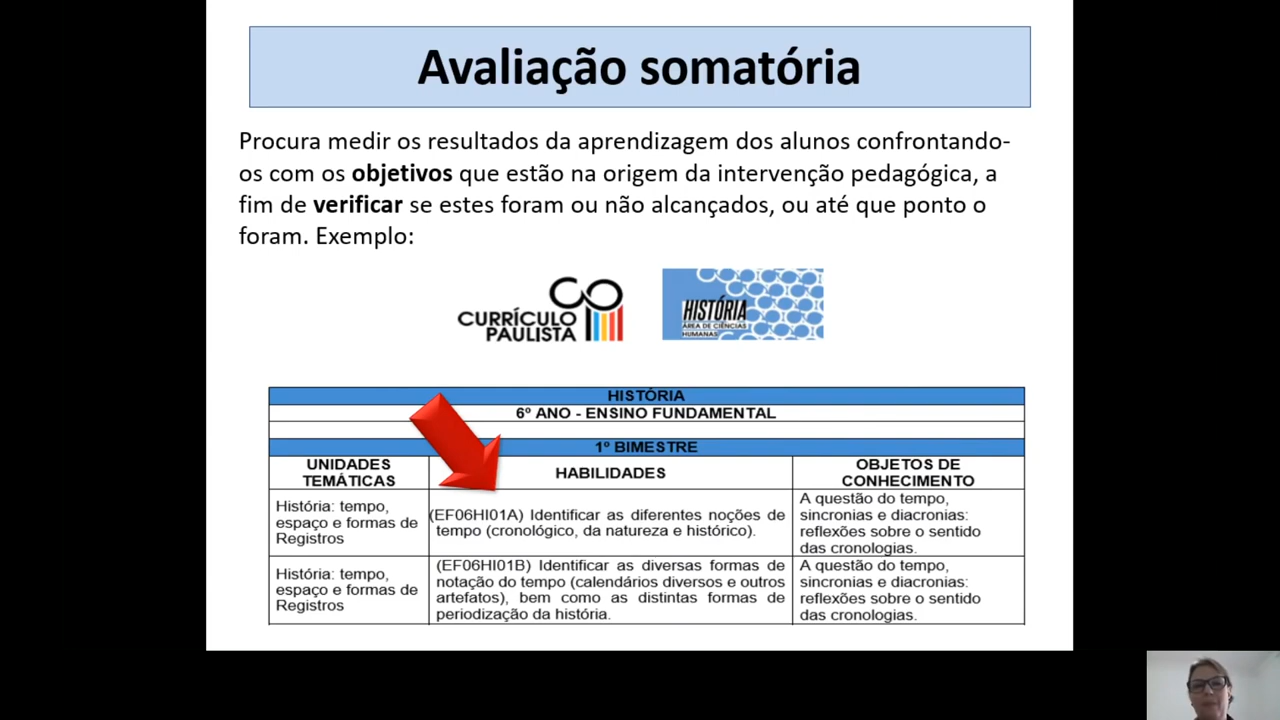 Avaliação somatória
Procura medir os resultados da aprendizagem dos alunos confrontando-
os com os objetivos que estão na origem da intervenção pedagógica, a
fim de verificar se estes foram ou não alcançados, ou até que ponto o
foram. Exemplo:
CURRÍCULO
PAULISTA
HISTÓRIA
ÁREA DE CIÊNCIAS
HUMANAS
HISTÓRIA
6º ANO - ENSINO FUNDAMENTAL
1º BIMESTRE
UNIDADES
TEMÁTICAS
HABILIDADES
OBJETOS DE
CONHECIMENTO
História: tempo,
espaço e formas de
Registros
(EF06HI01A) Identificar as diferentes noções de
tempo (cronológico, da natureza e histórico).
A questão do tempo,
sincronias e diacronias:
reflexões sobre o sentido
das cronologias.
História: tempo,
espaço e formas de
Registros
(EF06HI01B) Identificar as diversas formas de
notação do tempo (calendários diversos e outros
artefatos), bem como as distintas formas de
periodização da história.
A questão do tempo,
sincronias e diacronias:
reflexões sobre o sentido
das cronologias.